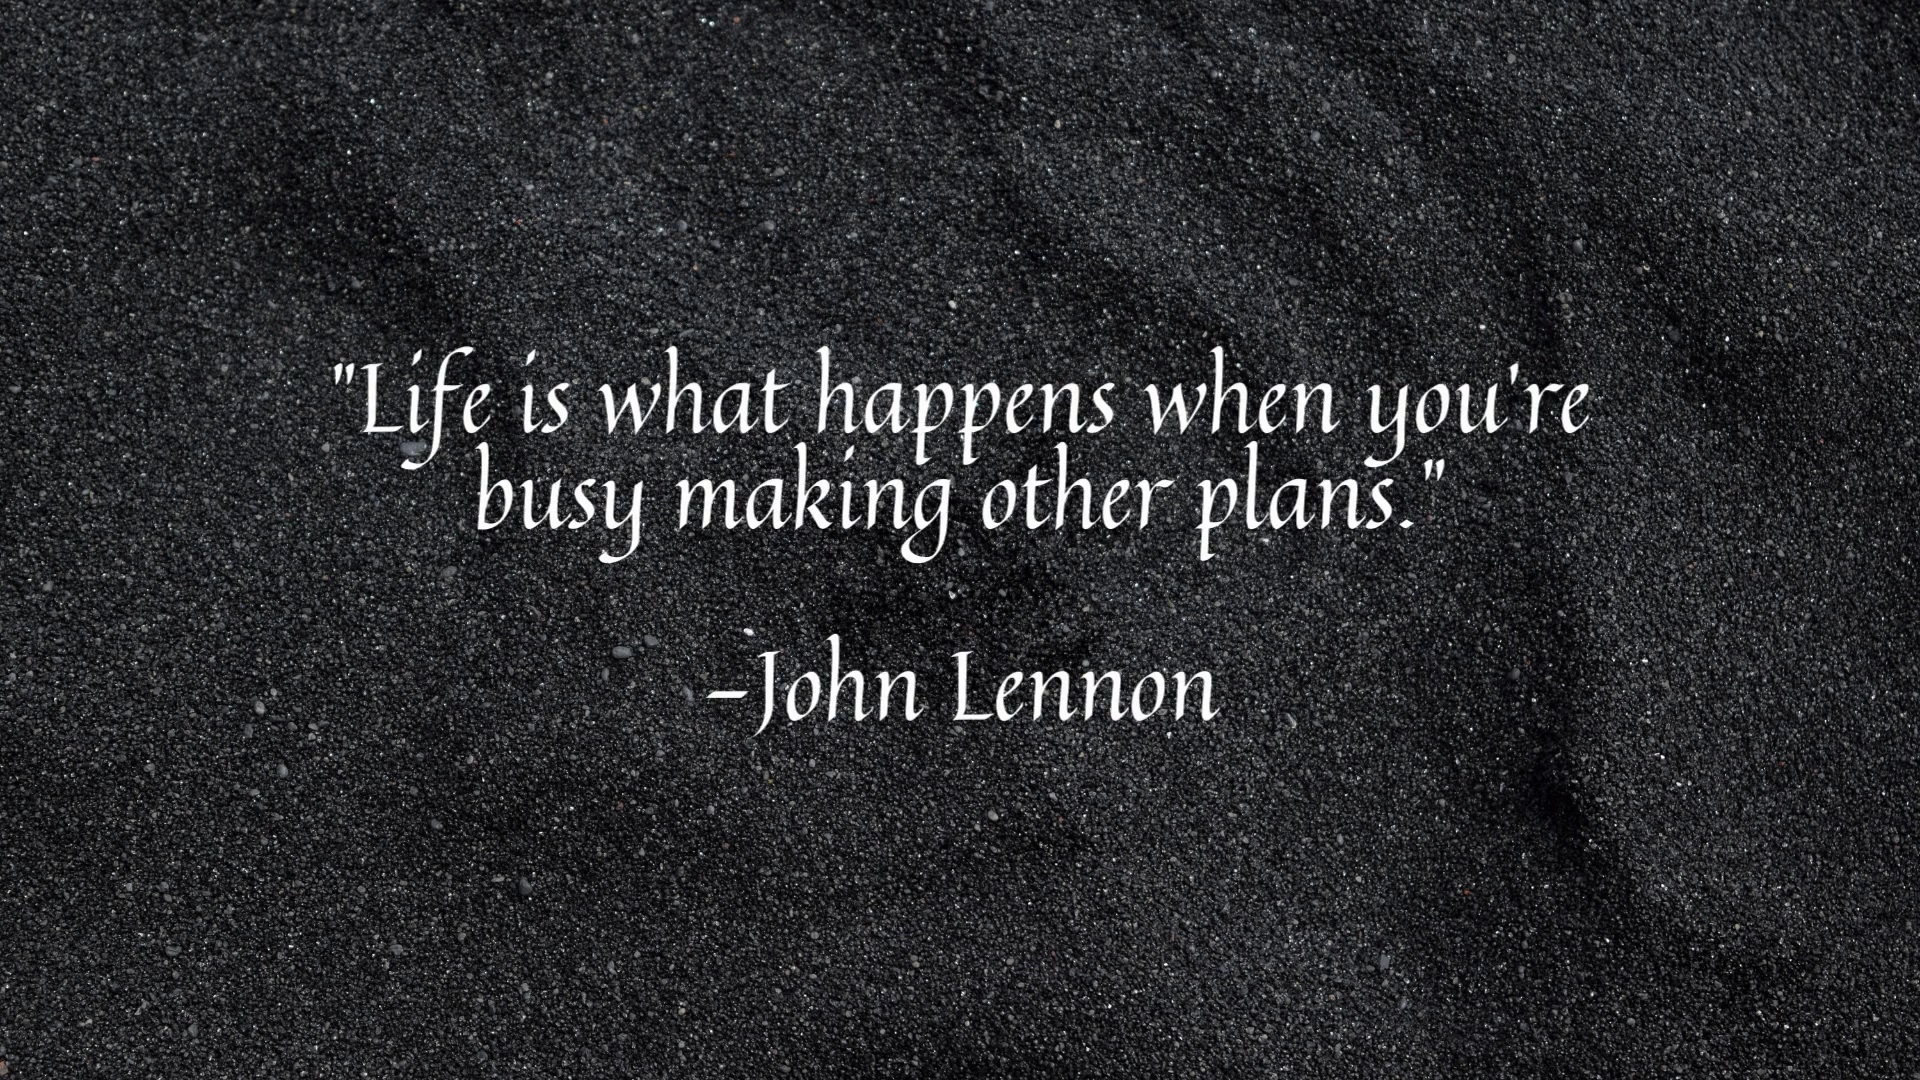 "Life is what happens when you're
busy making other plans."
-John Lennon